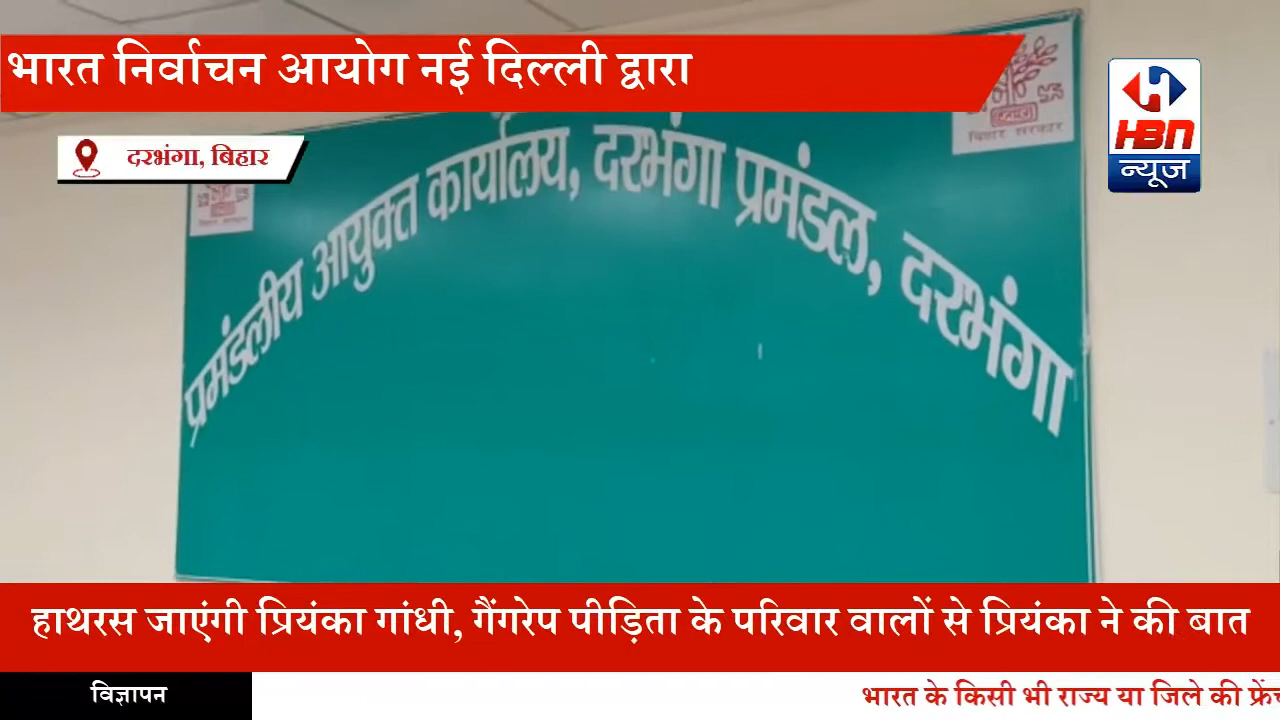 भारत निर्वाचन आयोग नई दिल्ली द्वारा
बिहार सरकार
HBN
न्यूज
दरभंगा, बिहार
प्रमंडलीय आयुक्त कार्यालय, दरभंगा प्रमंडल, दरभंगा
हाथरस जाएंगी प्रियंका गांधी, गैंगरेप पीड़िता के परिवार वालों से प्रियंका ने की बात
विज्ञापन
भारत के किसी भी राज्य या जिले की